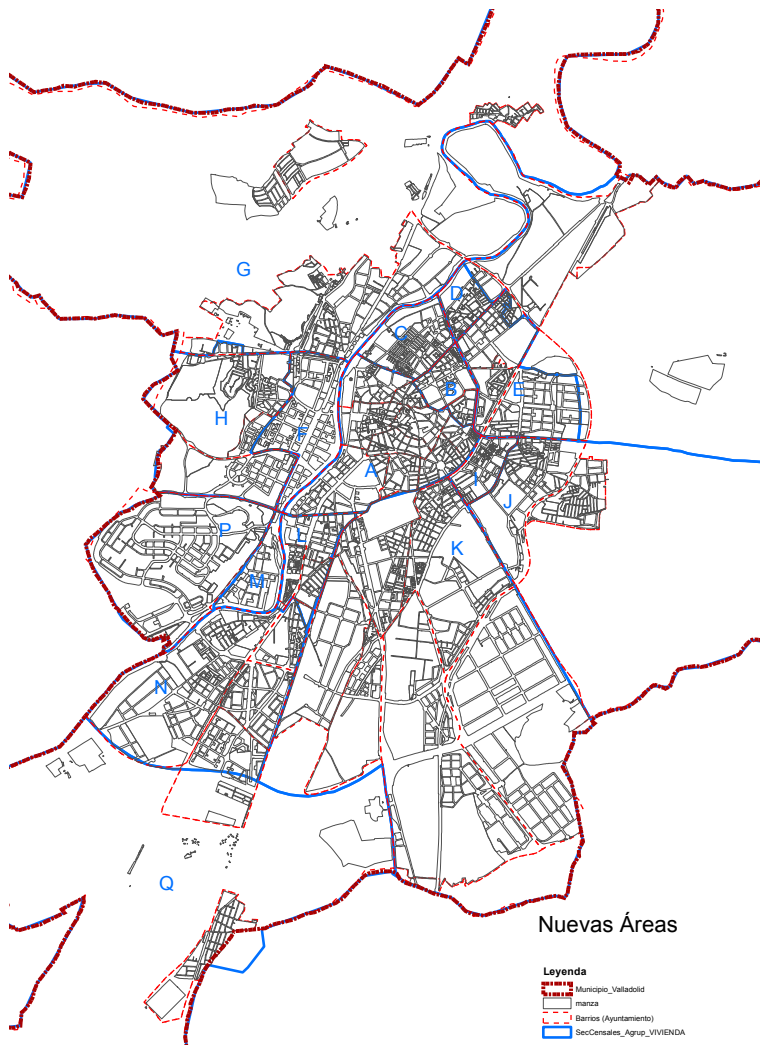 D
G
C
B
E
H
A
I
J
P
L
K
M
N
Q
Nuevas Áreas
Leyenda
Municipio_Valladolid
manza
Barrios (Ayuntamiento)
SecCensales_Agrup_VIVIENDA